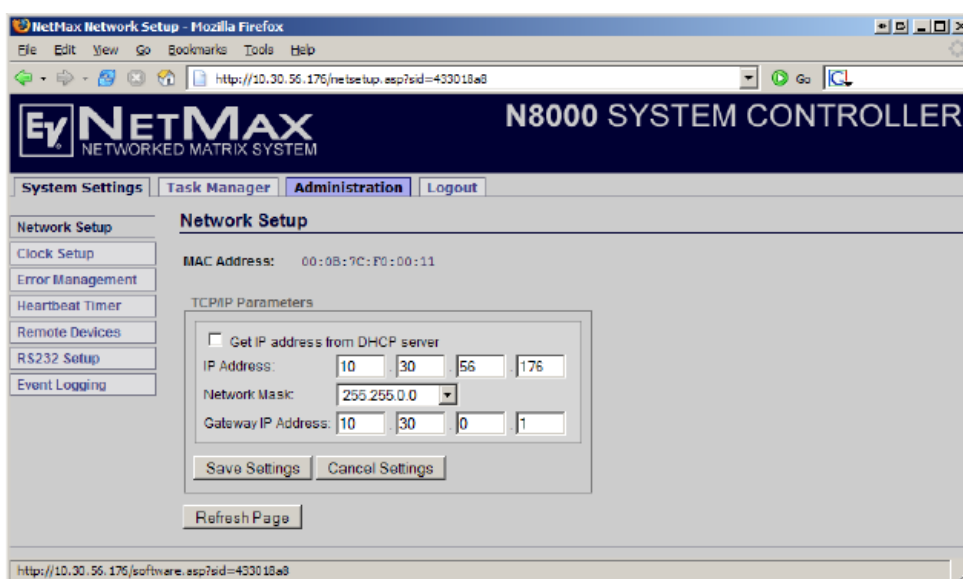 NetMax Network Setup - Mozilla Firefox
File Edit View Go Bookmarks Tools Help
http://10.30.56.176/netsetup.asp?sid=433018a8 Go
EV NETMAX
NETWORKED MATRIX SYSTEM
N8000 SYSTEM CONTROLLER
System Settings Task Manager Administration Logout
Network Setup
Clock Setup
Error Management
Heartbeat Timer
Remote Devices
RS232 Setup
Event Logging
Network Setup
MAC Address: 00:0B:7C:F0:00:11
TCP/IP Parameters
Get IP address from DHCP server
IP Address: 10 . 30 . 56 . 176
Network Mask: 255.255.0.0
Gateway IP Address: 10 . 30 . 0 . 1
Save Settings Cancel Settings
Refresh Page
http://10.30.56.176/software.asp?sid=433018a8